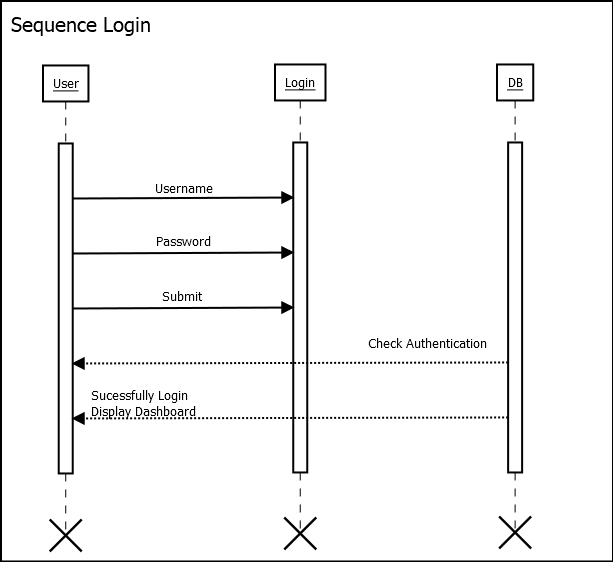 Sequence Login
User
Login
DB
Username
Password
Submit
Check Authentication
Sucessfully Login
Display Dashboard